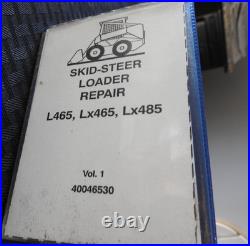 SKID-STEER
LOADER
REPAIR
L465, Lx465, Lx485
Vol. 1
40046530